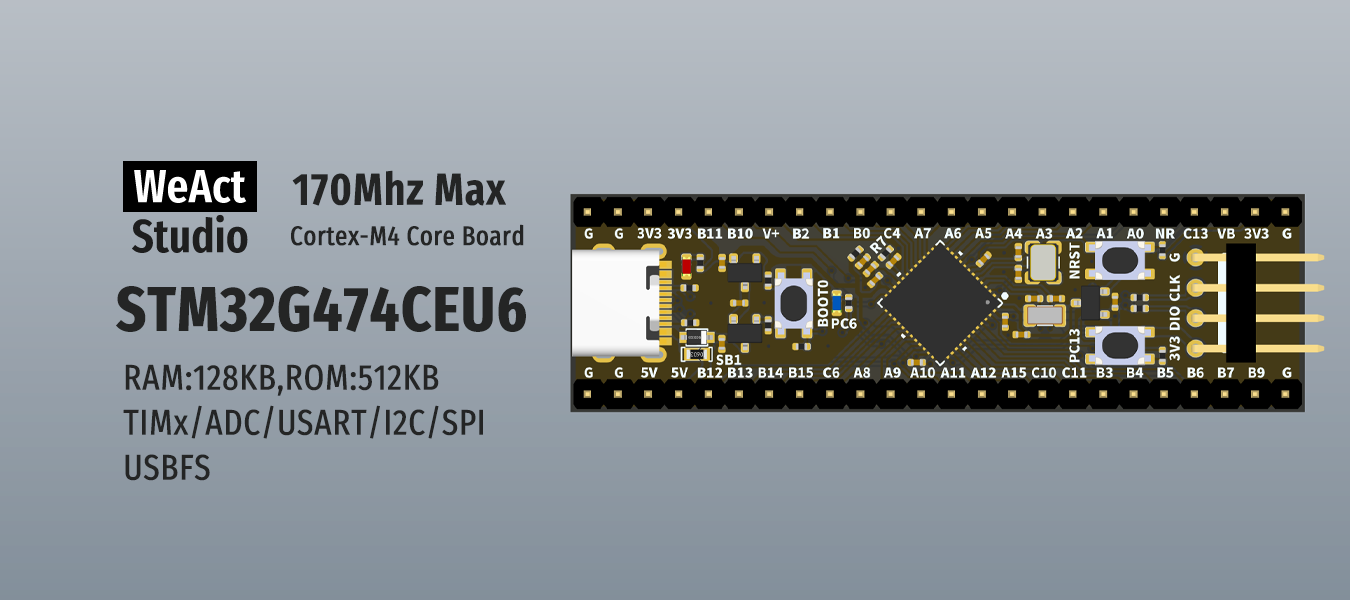 WeAct
Studio
170Mhz Max
Cortex-M4 Core Board
STM32G474CEU6
RAM:128KB,ROM:512KB
TIMx/ADC/USART/I2C/SPI
USBFS
G G 3V3 3V3 B11 B10 V+ B2 B1 B0 C4 A7 A6 A5 A4 A3 A2 A1 A0 NR C13 VB 3V3 G
R7
NRST
G
CLK
DIO
3V3
BOOT0
PC6
PC13
SB1
G G 5V 5V B12 B13 B14 B15 C6 A8 A9 A10 A11 A12 A15 C10 C11 B3 B4 B5 B6 B7 B9 G